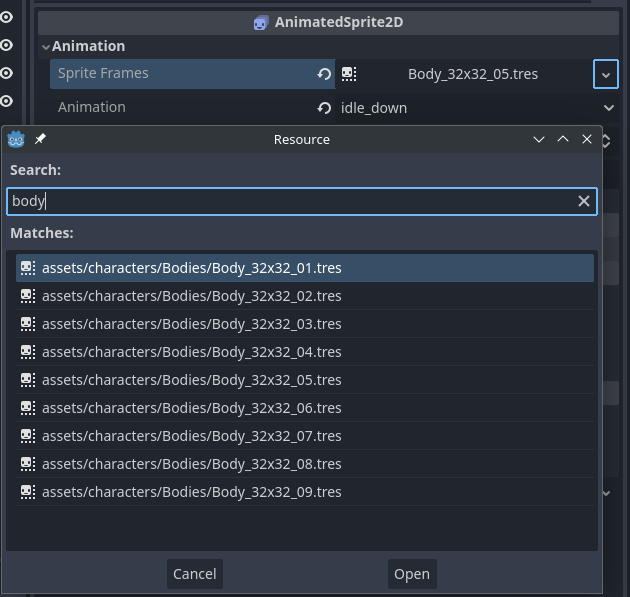 AnimatedSprite2D
Animation
Sprite Frames Body_32x32_05.tres
Animation idle_down
Resource
Search:
body
Matches:
assets/characters/Bodies/Body_32x32_01.tres
assets/characters/Bodies/Body_32x32_02.tres
assets/characters/Bodies/Body_32x32_03.tres
assets/characters/Bodies/Body_32x32_04.tres
assets/characters/Bodies/Body_32x32_05.tres
assets/characters/Bodies/Body_32x32_06.tres
assets/characters/Bodies/Body_32x32_07.tres
assets/characters/Bodies/Body_32x32_08.tres
assets/characters/Bodies/Body_32x32_09.tres
Cancel Open